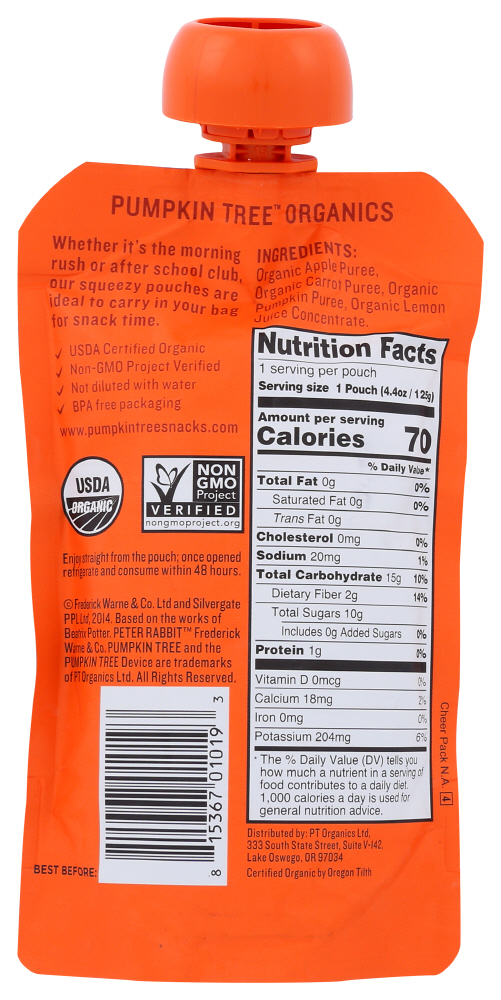 PUMPKIN TREE™ ORGANICS
Whether it's the morning
rush or after school club,
our squeezy pouches are
ideal to carry in your bag
for snack time.
✓ USDA Certified Organic
✓ Non-GMO Project Verified
✓ Not diluted with water
✓ BPA free packaging
www.pumpkintreesnacks.com
USDA
ORGANIC
NON
GMO
Project
VERIFIED
nongmoproject.org
Enjoy straight from the pouch; once opened
refrigerate and consume within 48 hours.
© Frederick Warne & Co. Ltd and Silvergate
PPL Ltd, 2014. Based on the works of
Beatrix Potter. PETER RABBIT™ Frederick
Warne & Co. PUMPKIN TREE and the
PUMPKIN TREE Device are trademarks
of PT Organics Ltd. All Rights Reserved.
8 15367 01019 3
BEST BEFORE:
INGREDIENTS:
Organic Apple Puree,
Organic Carrot Puree, Organic
Pumpkin Puree, Organic Lemon
Juice Concentrate.
Nutrition Facts
1 serving per pouch
Serving size 1 Pouch (4.4oz / 125g)
Amount per serving
Calories 70
% Daily Value*
Total Fat 0g 0%
Saturated Fat 0g 0%
Trans Fat 0g
Cholesterol 0mg 0%
Sodium 20mg 1%
Total Carbohydrate 15g 10%
Dietary Fiber 2g 14%
Total Sugars 10g
Includes 0g Added Sugars 0%
Protein 1g 0%
Vitamin D 0mcg 0%
Calcium 18mg 2%
Iron 0mg 0%
Potassium 204mg 6%
* The % Daily Value (DV) tells you
how much a nutrient in a serving of
food contributes to a daily diet.
1,000 calories a day is used for
general nutrition advice.
Cheer Pack N.A. 4
Distributed by: PT Organics Ltd.
333 South State Street, Suite V-142.
Lake Oswego, OR 97034
Certified Organic by Oregon Tilth